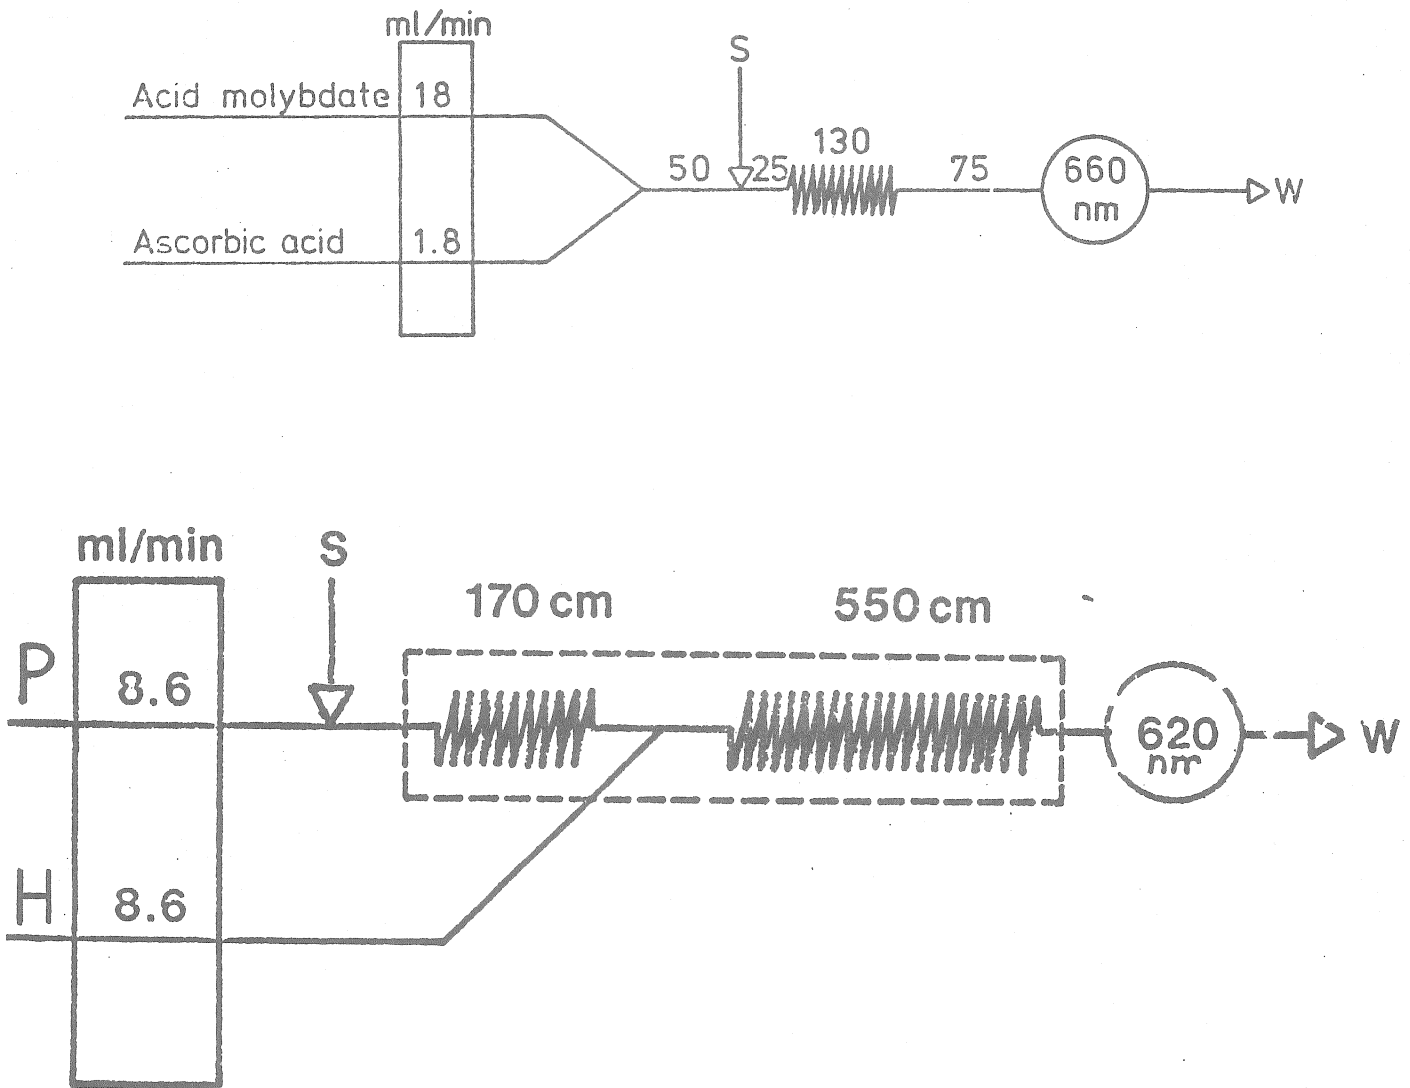 ml/min
S
Acid molybdate 18
130
50 25 75 660 nm W
Ascorbic acid 1.8
ml/min S
170 cm 550 cm
P 8.6
620 nm W
H 8.6